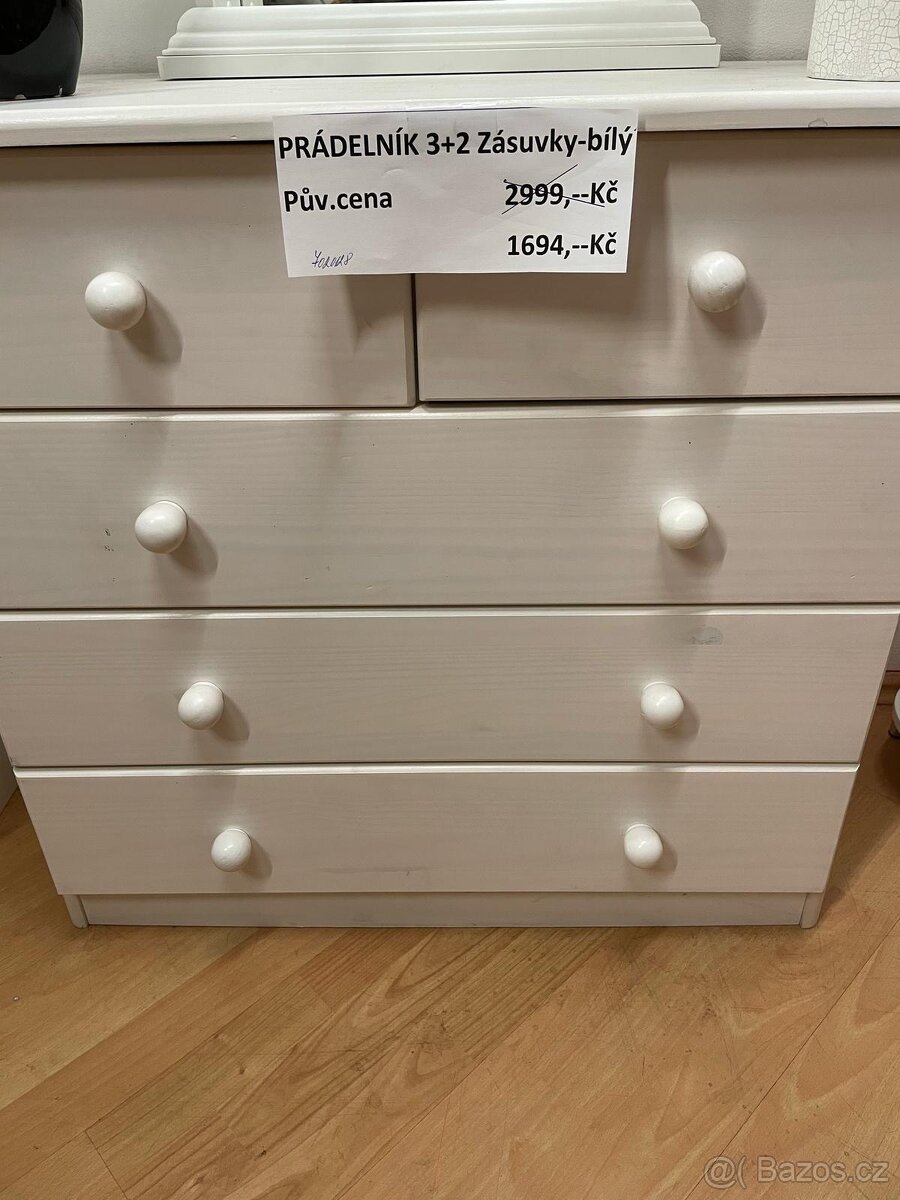 PRÁDELNÍK 3+2 Zásuvky-bílý
Pův.cena 2999,--Kč
1694,--Kč
@( Bazos.cz